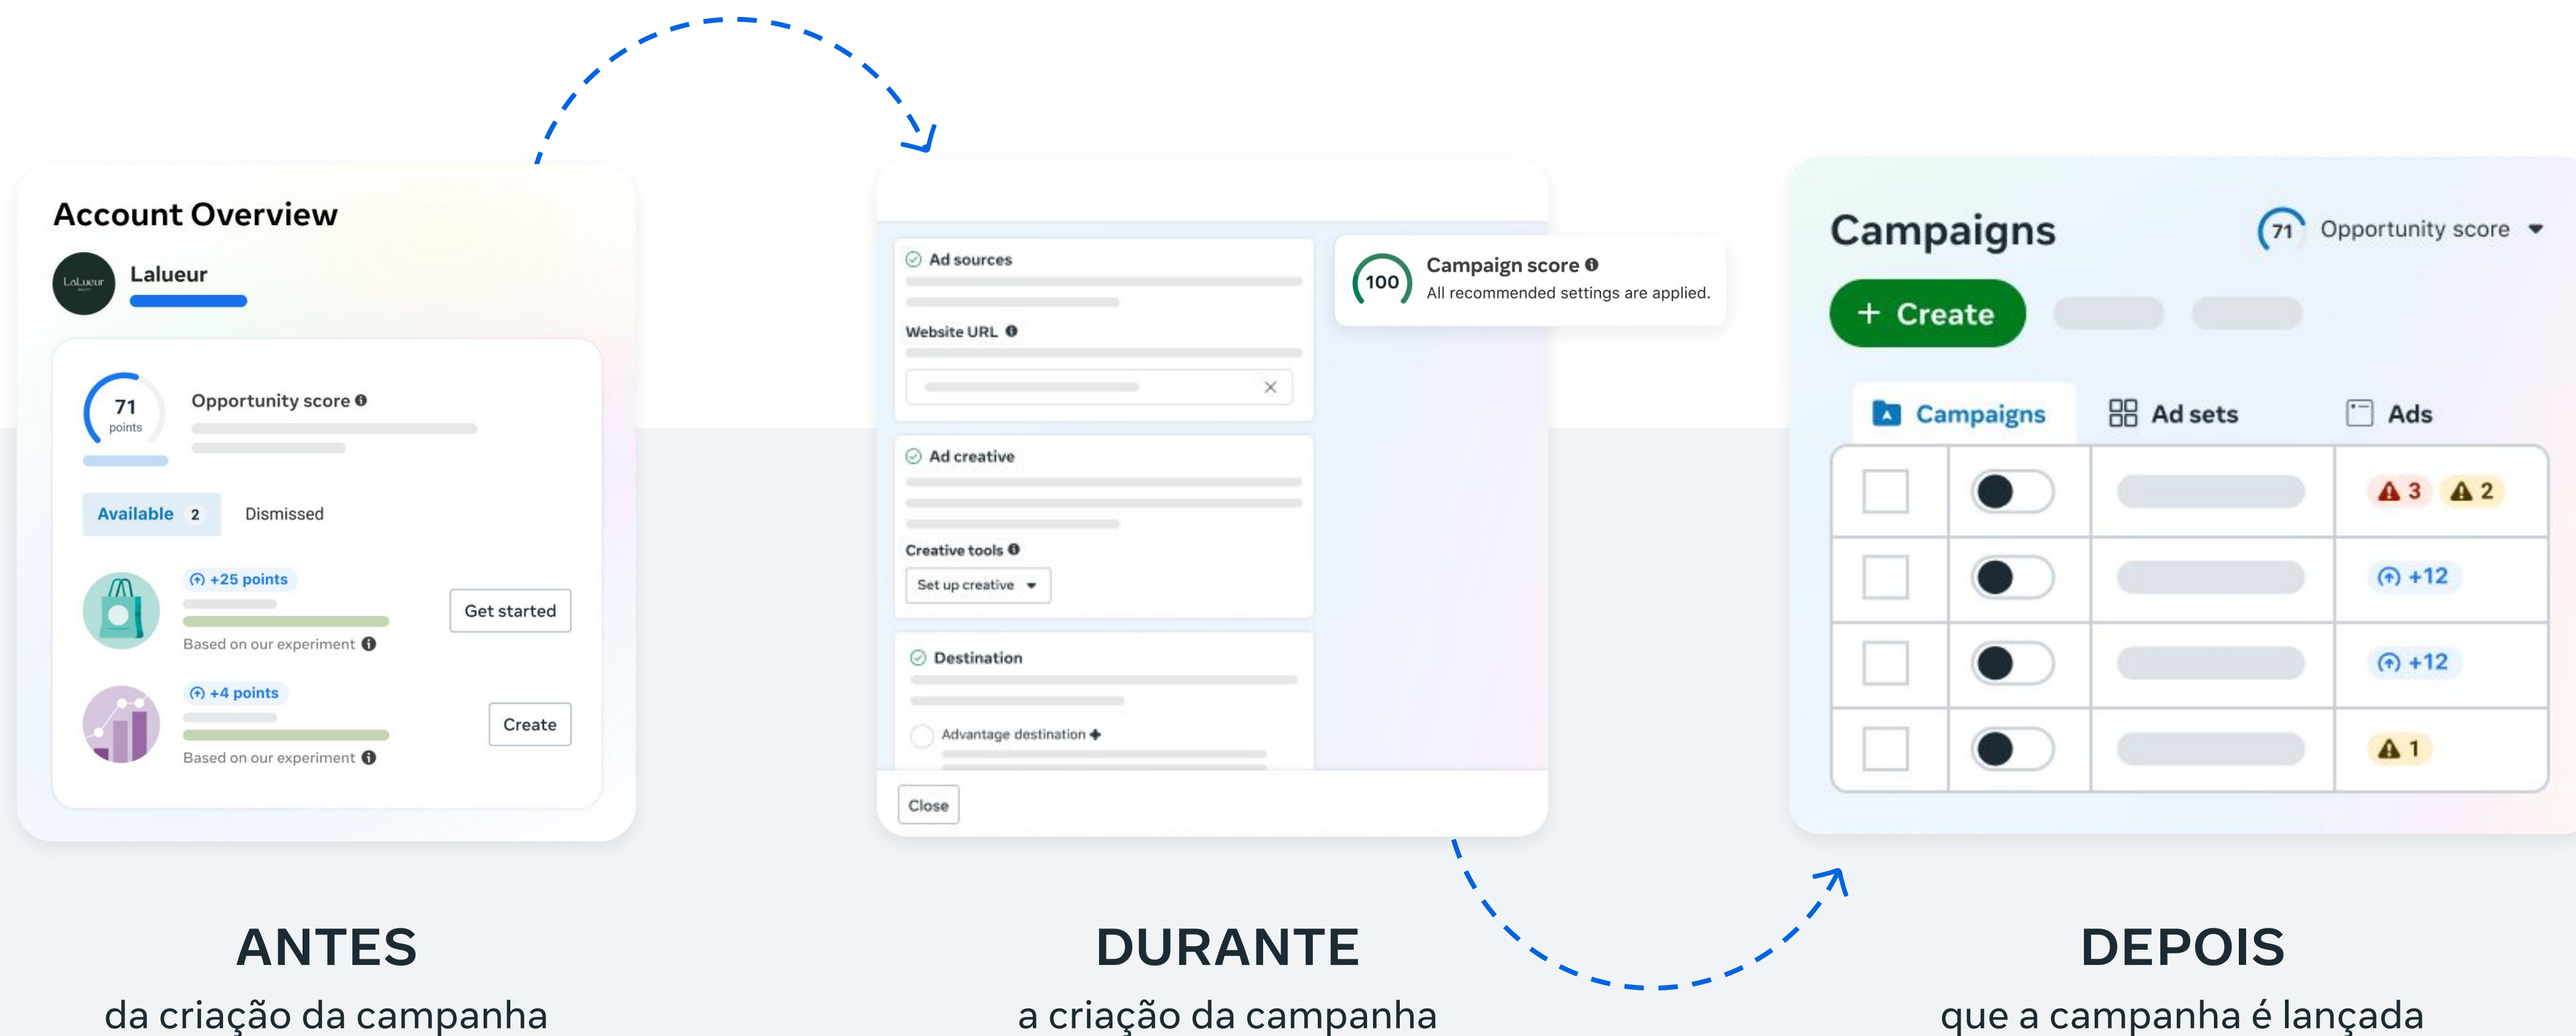 Account Overview
LaLueur
Lalueur
71
points
Opportunity score
Available 2
Dismissed
+25 points
Based on our experiment
Get started
+4 points
Based on our experiment
Create
ANTES
da criação da campanha
Ad sources
Website URL
Ad creative
Creative tools
Set up creative
Destination
Advantage destination
Close
100
Campaign score
All recommended settings are applied.
DURANTE
a criação da campanha
Campaigns
71 Opportunity score
+ Create
Campaigns
Ad sets
Ads
3 2
+12
+12
1
DEPOIS
que a campanha é lançada